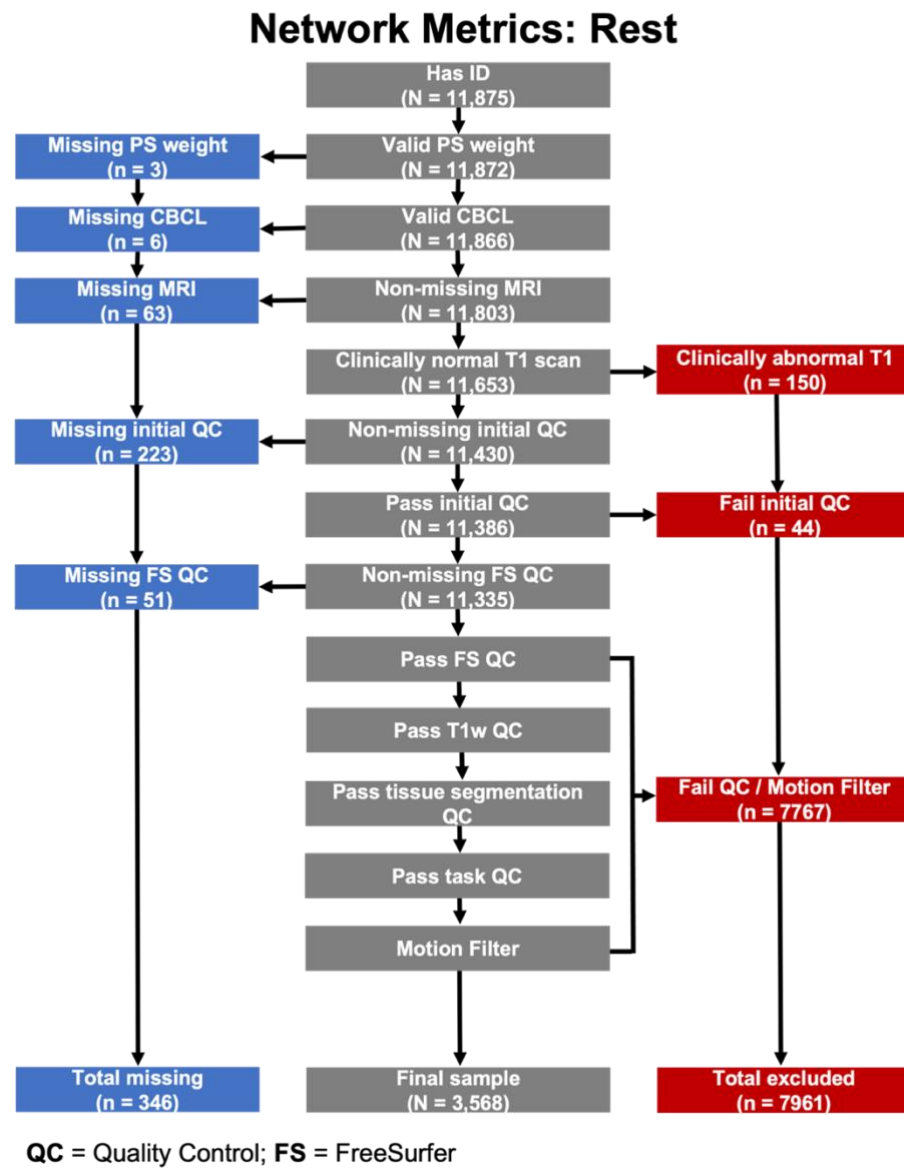 Network Metrics: Rest
Has ID
(N = 11,875)
Missing PS weight
(n = 3)
Valid PS weight
(N = 11,872)
Missing CBCL
(n = 6)
Valid CBCL
(N = 11,866)
Missing MRI
(n = 63)
Non-missing MRI
(N = 11,803)
Clinically normal T1 scan
(N = 11,653)
Clinically abnormal T1
(n = 150)
Missing initial QC
(n = 223)
Non-missing initial QC
(N = 11,430)
Pass initial QC
(N = 11,386)
Fail initial QC
(n = 44)
Missing FS QC
(n = 51)
Non-missing FS QC
(N = 11,335)
Pass FS QC
Pass T1w QC
Pass tissue segmentation
QC
Fail QC / Motion Filter
(n = 7767)
Pass task QC
Motion Filter
Total missing
(n = 346)
Final sample
(N = 3,568)
Total excluded
(n = 7961)
QC = Quality Control; FS = FreeSurfer